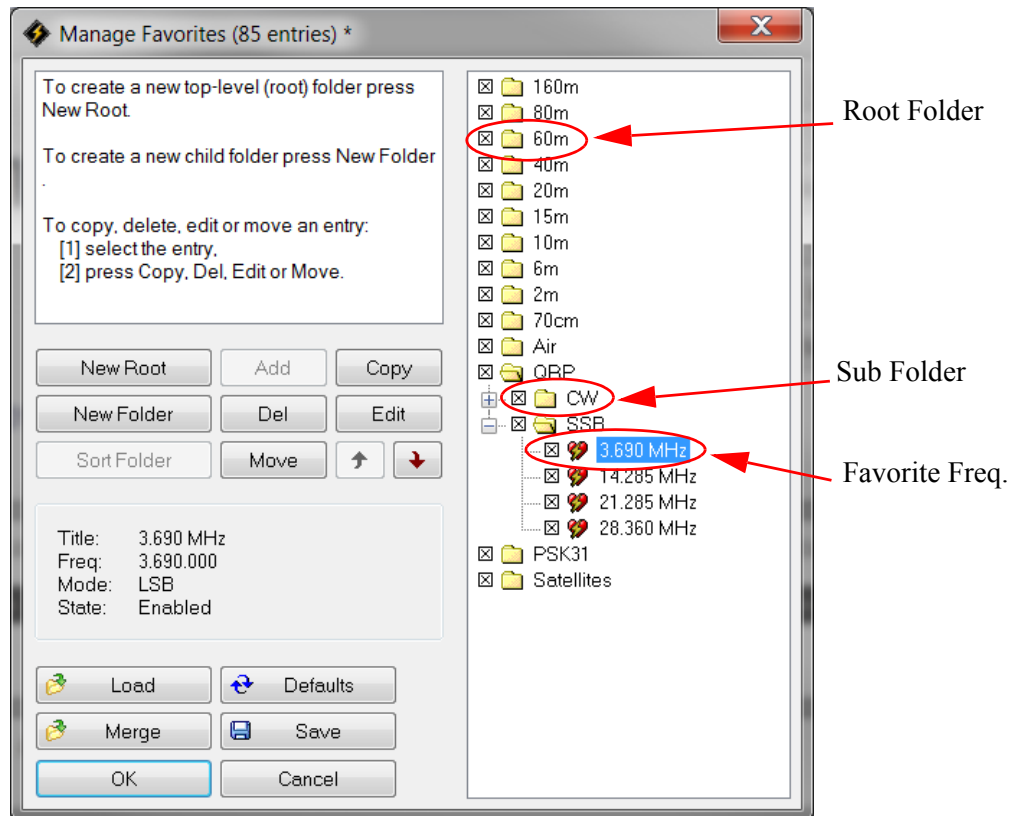 Manage Favorites (85 entries) *
X
To create a new top-level (root) folder press
New Root.
To create a new child folder press New Folder
.
To copy, delete, edit or move an entry:
[1] select the entry,
[2] press Copy, Del, Edit or Move.
New Root
Add
Copy
New Folder
Del
Edit
Sort Folder
Move
Title: 3.690 MHz
Freq: 3.690.000
Mode: LSB
State: Enabled
Load
Defaults
Merge
Save
OK
Cancel
160m
80m
60m
40m
20m
15m
10m
6m
2m
70cm
Air
QRP
CW
SSB
3.690 MHz
14.285 MHz
21.285 MHz
28.360 MHz
PSK31
Satellites
Root Folder
Sub Folder
Favorite Freq.